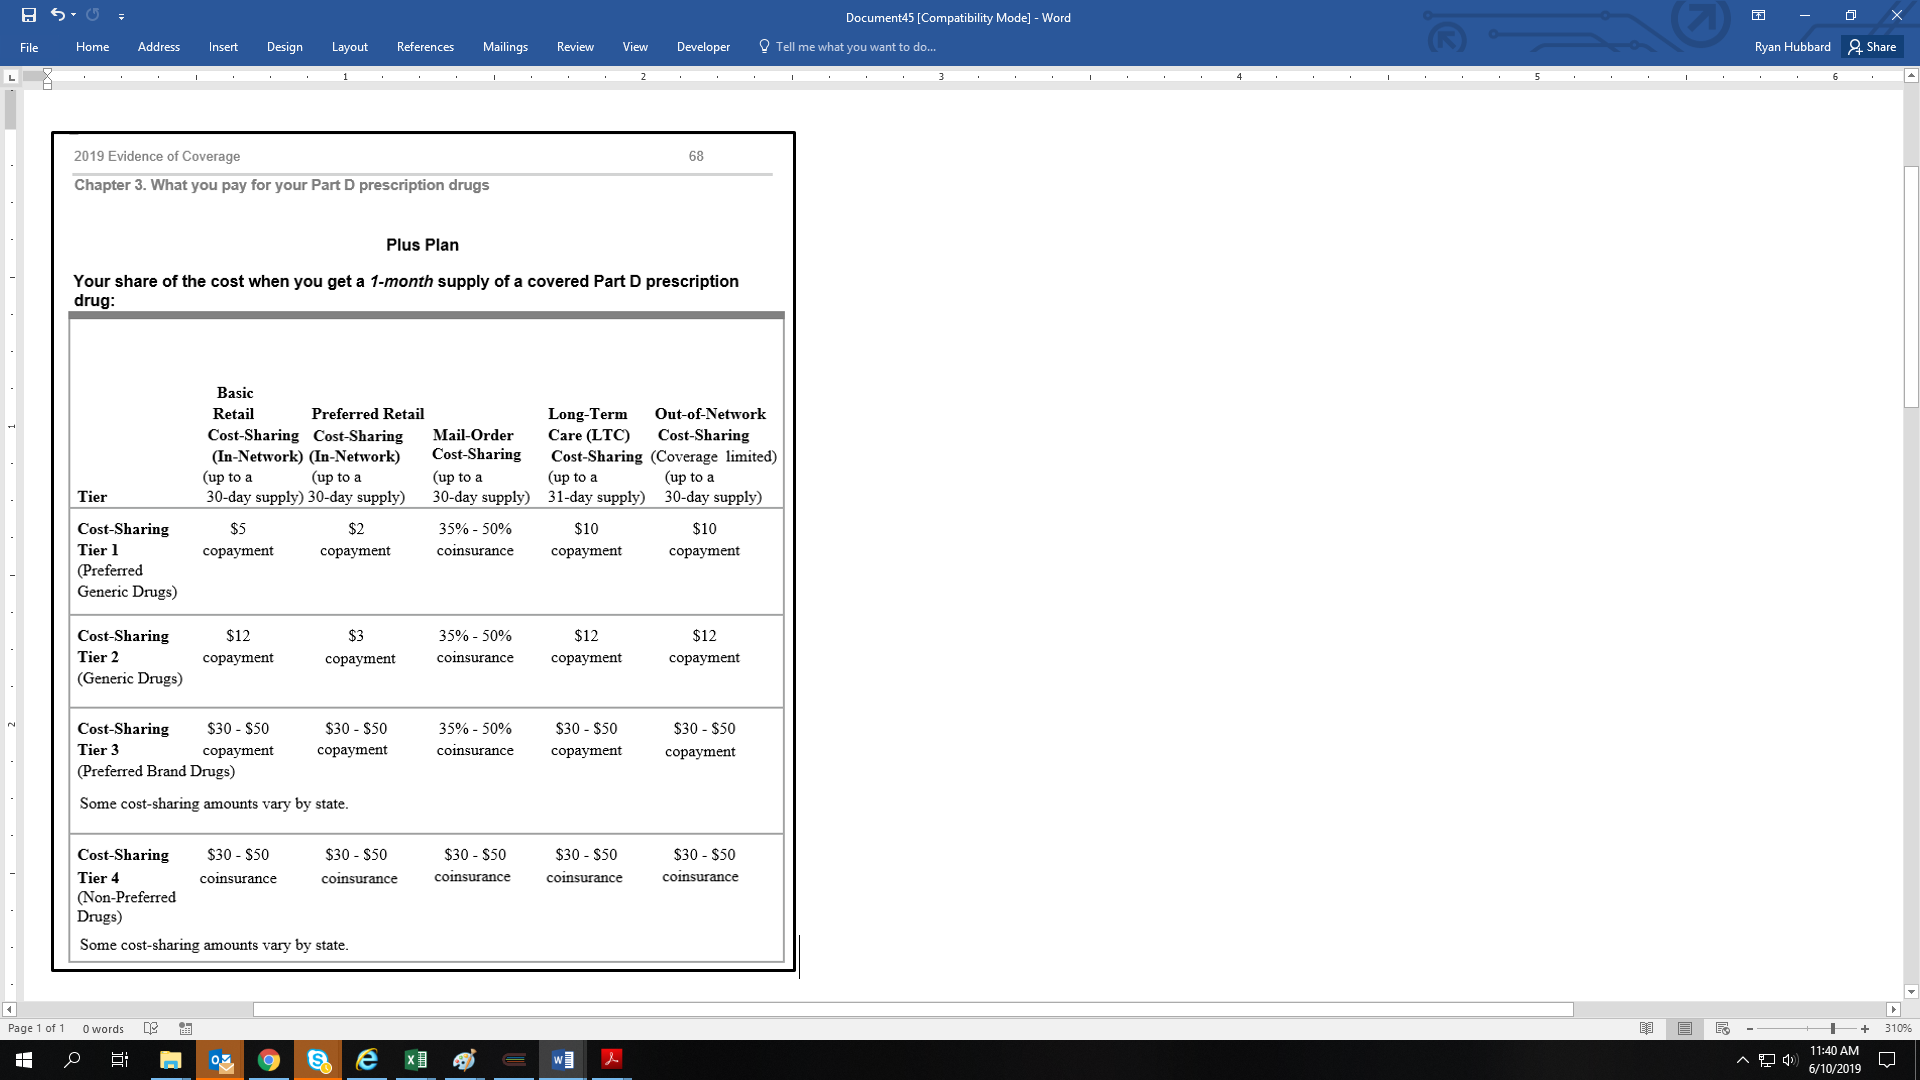 Document45 [Compatibility Mode] - Word
File Home Address Insert Design Layout References Mailings Review View Developer Tell me what you want to do... Ryan Hubbard Share
1 2 3 4 5 6
2019 Evidence of Coverage 68
Chapter 3. What you pay for your Part D prescription drugs
Plus Plan
Your share of the cost when you get a 1-month supply of a covered Part D prescription
drug:
Basic
Retail Preferred Retail Long-Term Out-of-Network
Cost-Sharing Cost-Sharing Mail-Order Care (LTC) Cost-Sharing
(In-Network) (In-Network) Cost-Sharing Cost-Sharing (Coverage limited)
(up to a (up to a (up to a (up to a (up to a
Tier 30-day supply) 30-day supply) 30-day supply) 31-day supply) 30-day supply)
Cost-Sharing $5 $2 35% - 50% $10 $10
Tier 1 copayment copayment coinsurance copayment copayment
(Preferred
Generic Drugs)
Cost-Sharing $12 $3 35% - 50% $12 $12
Tier 2 copayment copayment coinsurance copayment copayment
(Generic Drugs)
Cost-Sharing $30 - $50 $30 - $50 35% - 50% $30 - $50 $30 - $50
Tier 3 copayment copayment coinsurance copayment copayment
(Preferred Brand Drugs)
Some cost-sharing amounts vary by state.
Cost-Sharing $30 - $50 $30 - $50 $30 - $50 $30 - $50 $30 - $50
Tier 4 coinsurance coinsurance coinsurance coinsurance coinsurance
(Non-Preferred
Drugs)
Some cost-sharing amounts vary by state.
1
2
Page 1 of 1 0 words 310%
11:40 AM
6/10/2019